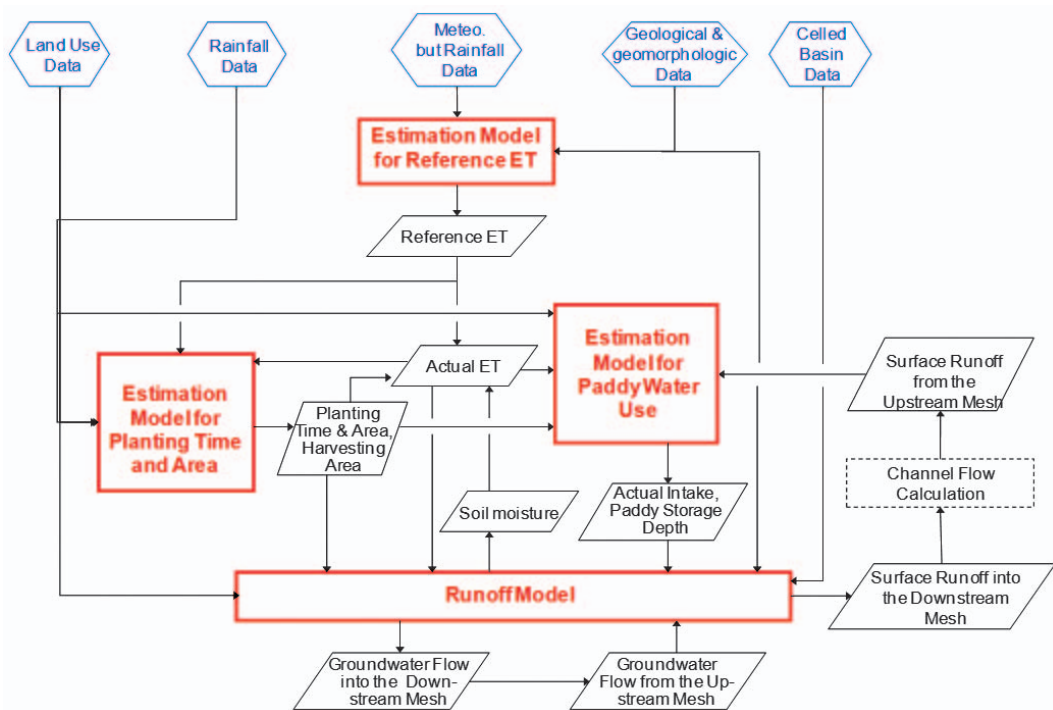 Land Use
Data
Rainfall
Data
Meteo.
but Rainfall
Data
Geological &
geomorphologic
Data
Celled
Basin
Data
Estimation Model
for Reference ET
Reference ET
Estimation
Model for
Planting Time
and Area
Actual ET
Planting
Time & Area,
Harvesting
Area
Estimation
Model for
Paddy Water
Use
Surface Runoff
from the
Upstream Mesh
Channel Flow
Calculation
Soil moisture
Actual Intake,
Paddy Storage
Depth
Runoff Model
Surface Runoff into
the Downstream
Mesh
Groundwater Flow
into the Down-
stream Mesh
Groundwater
Flow from the Up-
stream Mesh